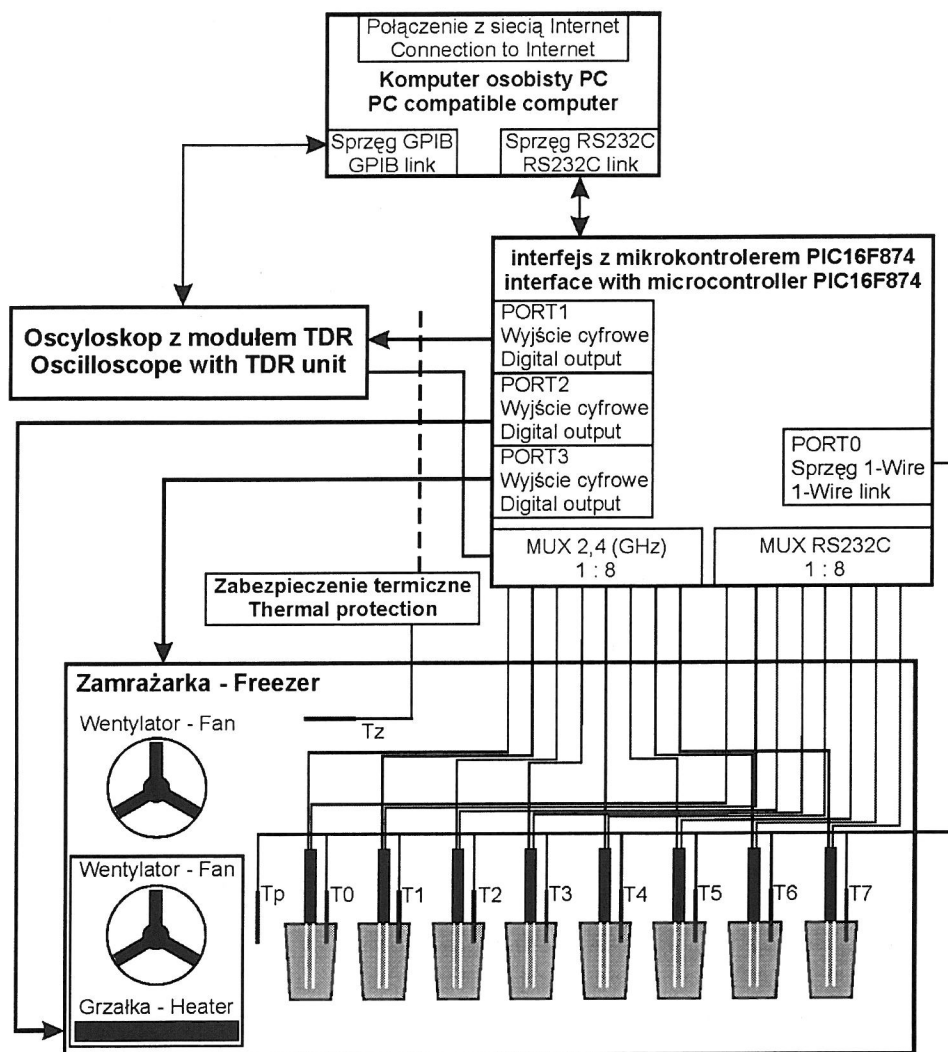 Połączenie z siecią Internet
Connection to Internet
Komputer osobisty PC
PC compatible computer
Sprzęg GPIB
GPIB link
Sprzęg RS232C
RS232C link
interfejs z mikrokontrolerem PIC16F874
interface with microcontroller PIC16F874
PORT1
Wyjście cyfrowe
Digital output
Oscyloskop z modułem TDR
Oscilloscope with TDR unit
PORT2
Wyjście cyfrowe
Digital output
PORT3
Wyjście cyfrowe
Digital output
PORT0
Sprzęg 1-Wire
1-Wire link
MUX 2,4 (GHz)
1 : 8
MUX RS232C
1 : 8
Zabezpieczenie termiczne
Thermal protection
Zamrażarka - Freezer
Wentylator - Fan
Tz
Wentylator - Fan
Tp T0 T1 T2 T3 T4 T5 T6 T7
Grzałka - Heater